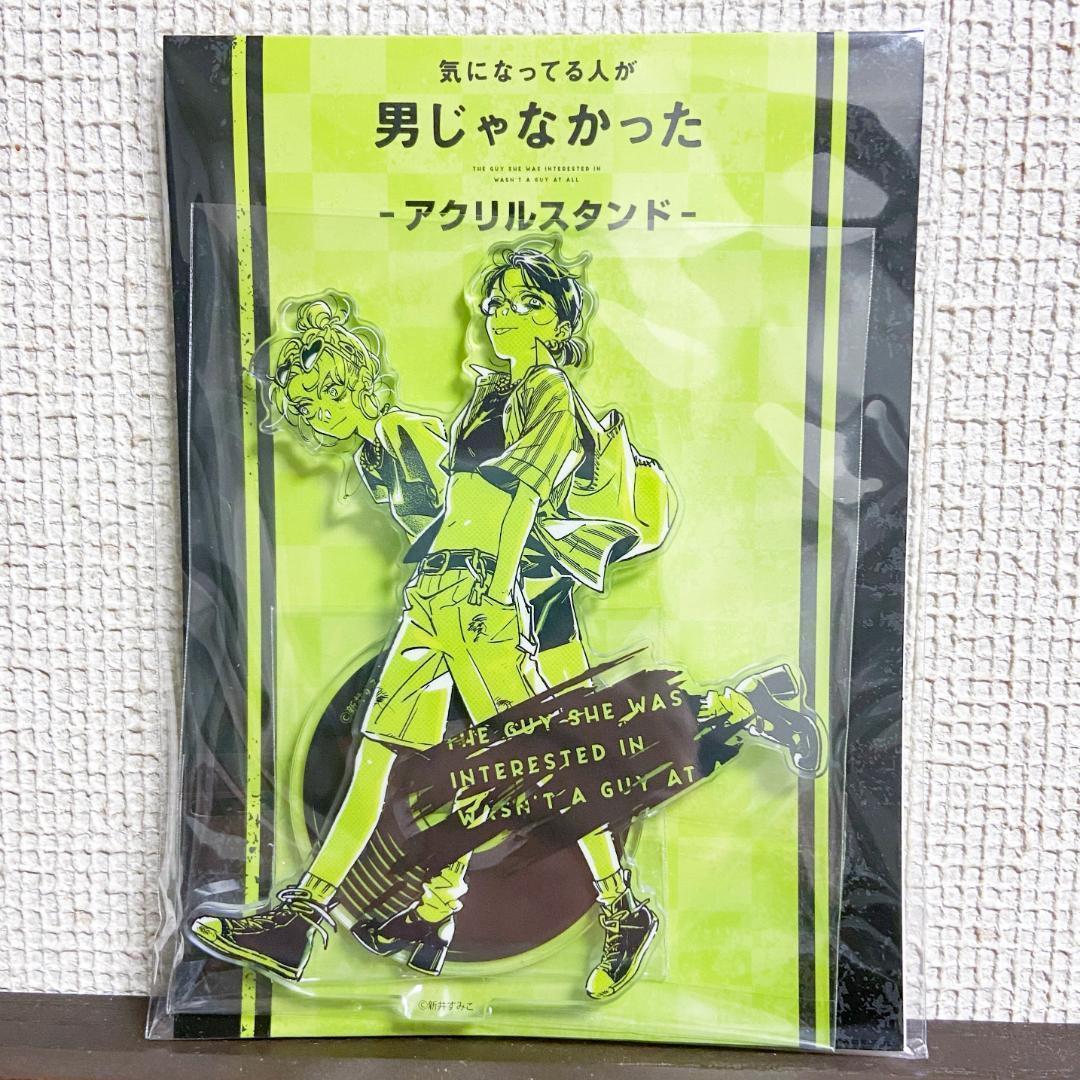 気になってる人が
男じゃなかった
THE GUY SHE WAS INTERESTED IN
WASN'T A GUY AT ALL
-アクリルスタンド-
THE GUY SHE WAS
INTERESTED IN
WASN'T A GUY AT
©新井すみこ